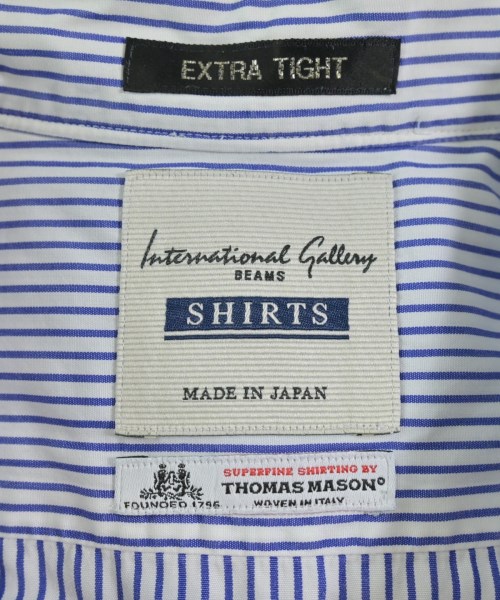 EXTRA TIGHT
International Gallery
BEAMS
SHIRTS
MADE IN JAPAN
SUPERFINE SHIRTING BY
THOMAS MASON®
FOUNDED 1796
WOVEN IN ITALY